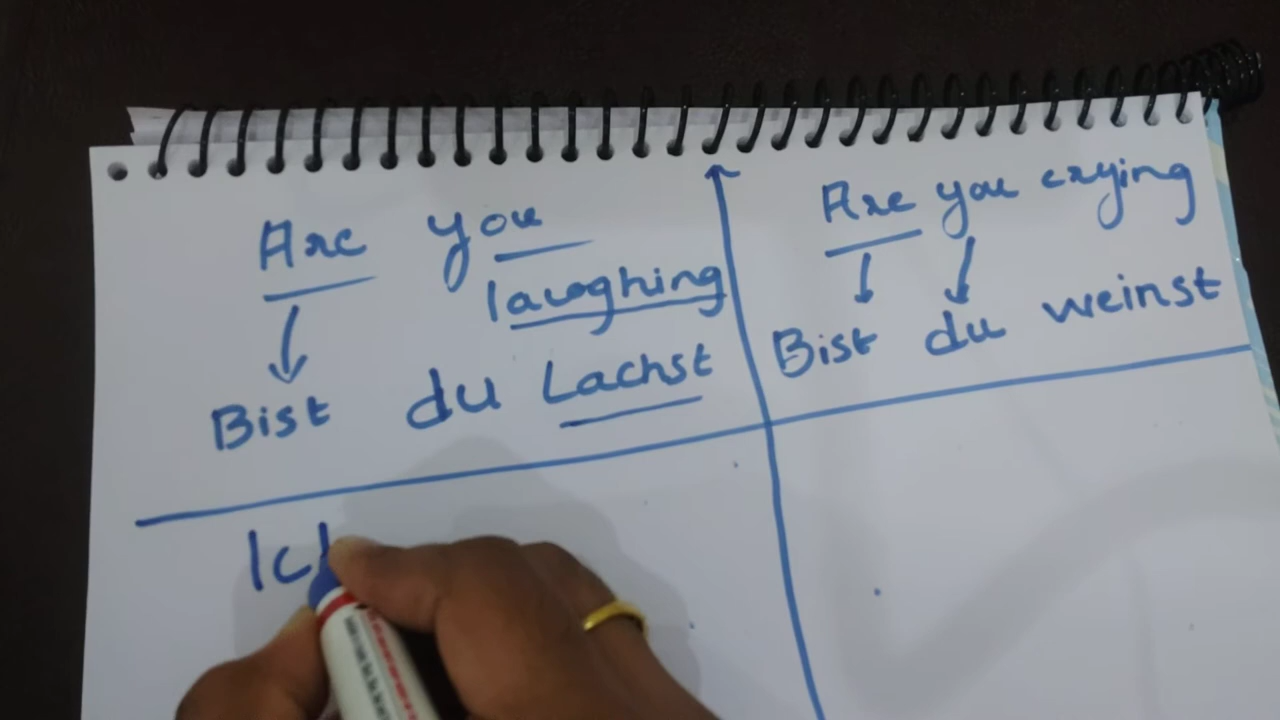 Are you
laughing
Bist du Lachst
Are you crying
Bist du weinst
Ich